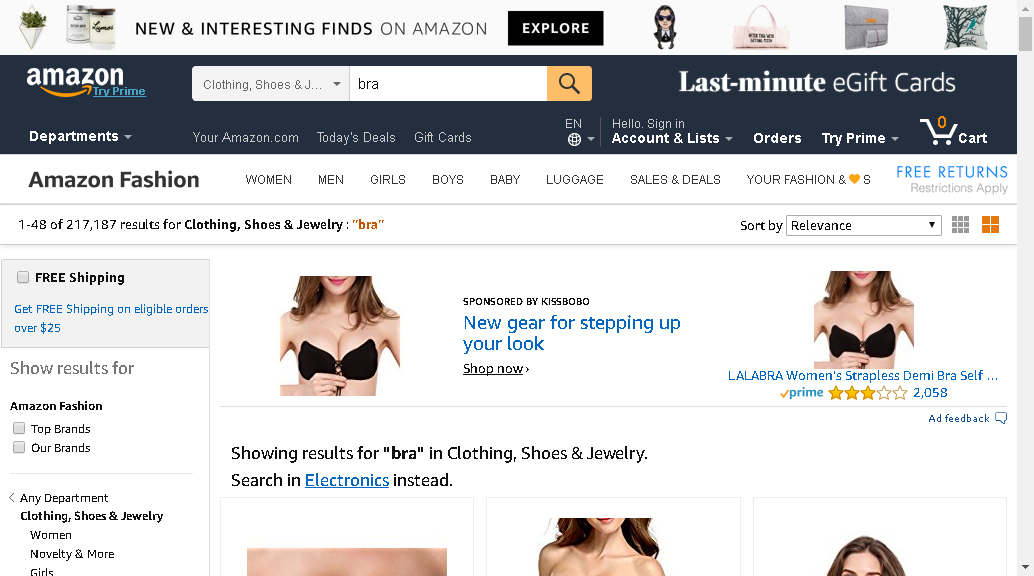 NEW & INTERESTING FINDS ON AMAZON EXPLORE
amazon
Try Prime
Clothing, Shoes & J... bra
Last-minute eGift Cards
Departments
Your Amazon.com Today's Deals Gift Cards
EN
Hello. Sign in
Account & Lists
Orders
Try Prime
0
Cart
Amazon Fashion
WOMEN MEN GIRLS BOYS BABY LUGGAGE SALES & DEALS YOUR FASHION & S
FREE RETURNS
Restrictions Apply
1-48 of 217,187 results for Clothing, Shoes & Jewelry : "bra"
Sort by Relevance
FREE Shipping
Get FREE Shipping on eligible orders
over $25
Show results for
Amazon Fashion
Top Brands
Our Brands
Any Department
Clothing, Shoes & Jewelry
Women
Novelty & More
Girls
SPONSORED BY KISSBOBO
New gear for stepping up
your look
Shop now ›
LALABRA Women's Strapless Demi Bra Self ...
prime 2,058
Ad feedback
Showing results for "bra" in Clothing, Shoes & Jewelry.
Search in Electronics instead.